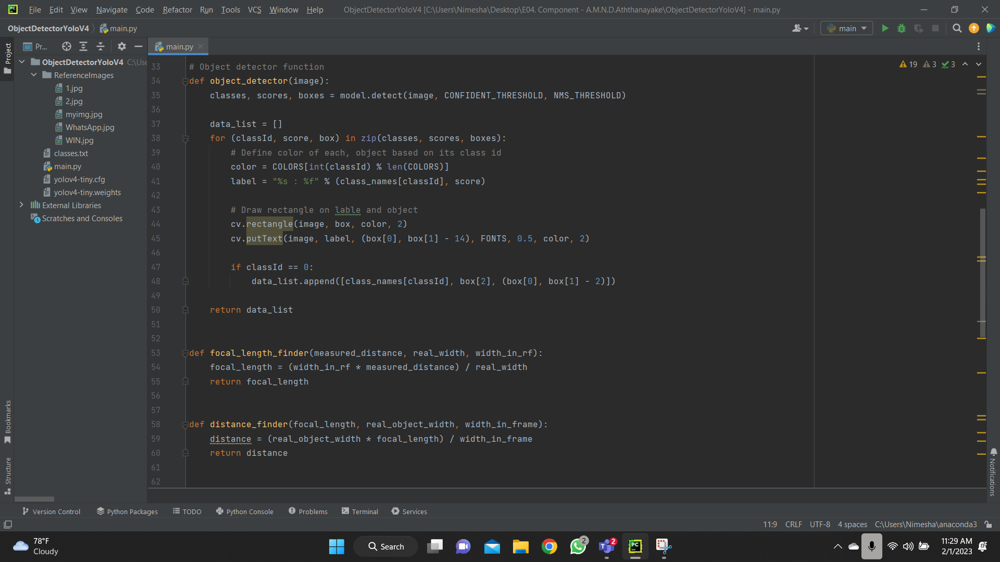 File Edit View Navigate Code Refactor Run Tools VCS Window Help ObjectDetectorYoloV4 [C:\Users\Nimesha\Desktop\E04. Component - A.M.N.D.Aththanayake\ObjectDetectorYoloV4] - main.py
ObjectDetectorYoloV4 main.py main
Project
Pr...
main.py
ObjectDetectorYoloV4 C:\Use
ReferenceImages
1.jpg
2.jpg
myimg.jpg
WhatsApp.jpg
WIN.jpg
classes.txt
main.py
yolov4-tiny.cfg
yolov4-tiny.weights
External Libraries
Scratches and Consoles
19 3 3
33 # Object detector function
34 def object_detector(image):
35     classes, scores, boxes = model.detect(image, CONFIDENT_THRESHOLD, NMS_THRESHOLD)
36
37     data_list = []
38     for (classId, score, box) in zip(classes, scores, boxes):
39         # Define color of each, object based on its class id
40         color = COLORS[int(classId) % len(COLORS)]
41         label = "%s : %f" % (class_names[classId], score)
42
43         # Draw rectangle on lable and object
44         cv.rectangle(image, box, color, 2)
45         cv.putText(image, label, (box[0], box[1] - 14), FONTS, 0.5, color, 2)
46
47         if classId == 0:
48             data_list.append([class_names[classId], box[2], (box[0], box[1] - 2)])
49
50     return data_list
51
52
53 def focal_length_finder(measured_distance, real_width, width_in_rf):
54     focal_length = (width_in_rf * measured_distance) / real_width
55     return focal_length
56
57
58 def distance_finder(focal_length, real_object_width, width_in_frame):
59     distance = (real_object_width * focal_length) / width_in_frame
60     return distance
61
62
Bookmarks
Structure
Notifications
Version Control Python Packages TODO Python Console Problems Terminal Services
11:9 CRLF UTF-8 4 spaces C:\Users\Nimesha\anaconda3
78°F
Cloudy
Search
2
2
PC
11:29 AM
2/1/2023